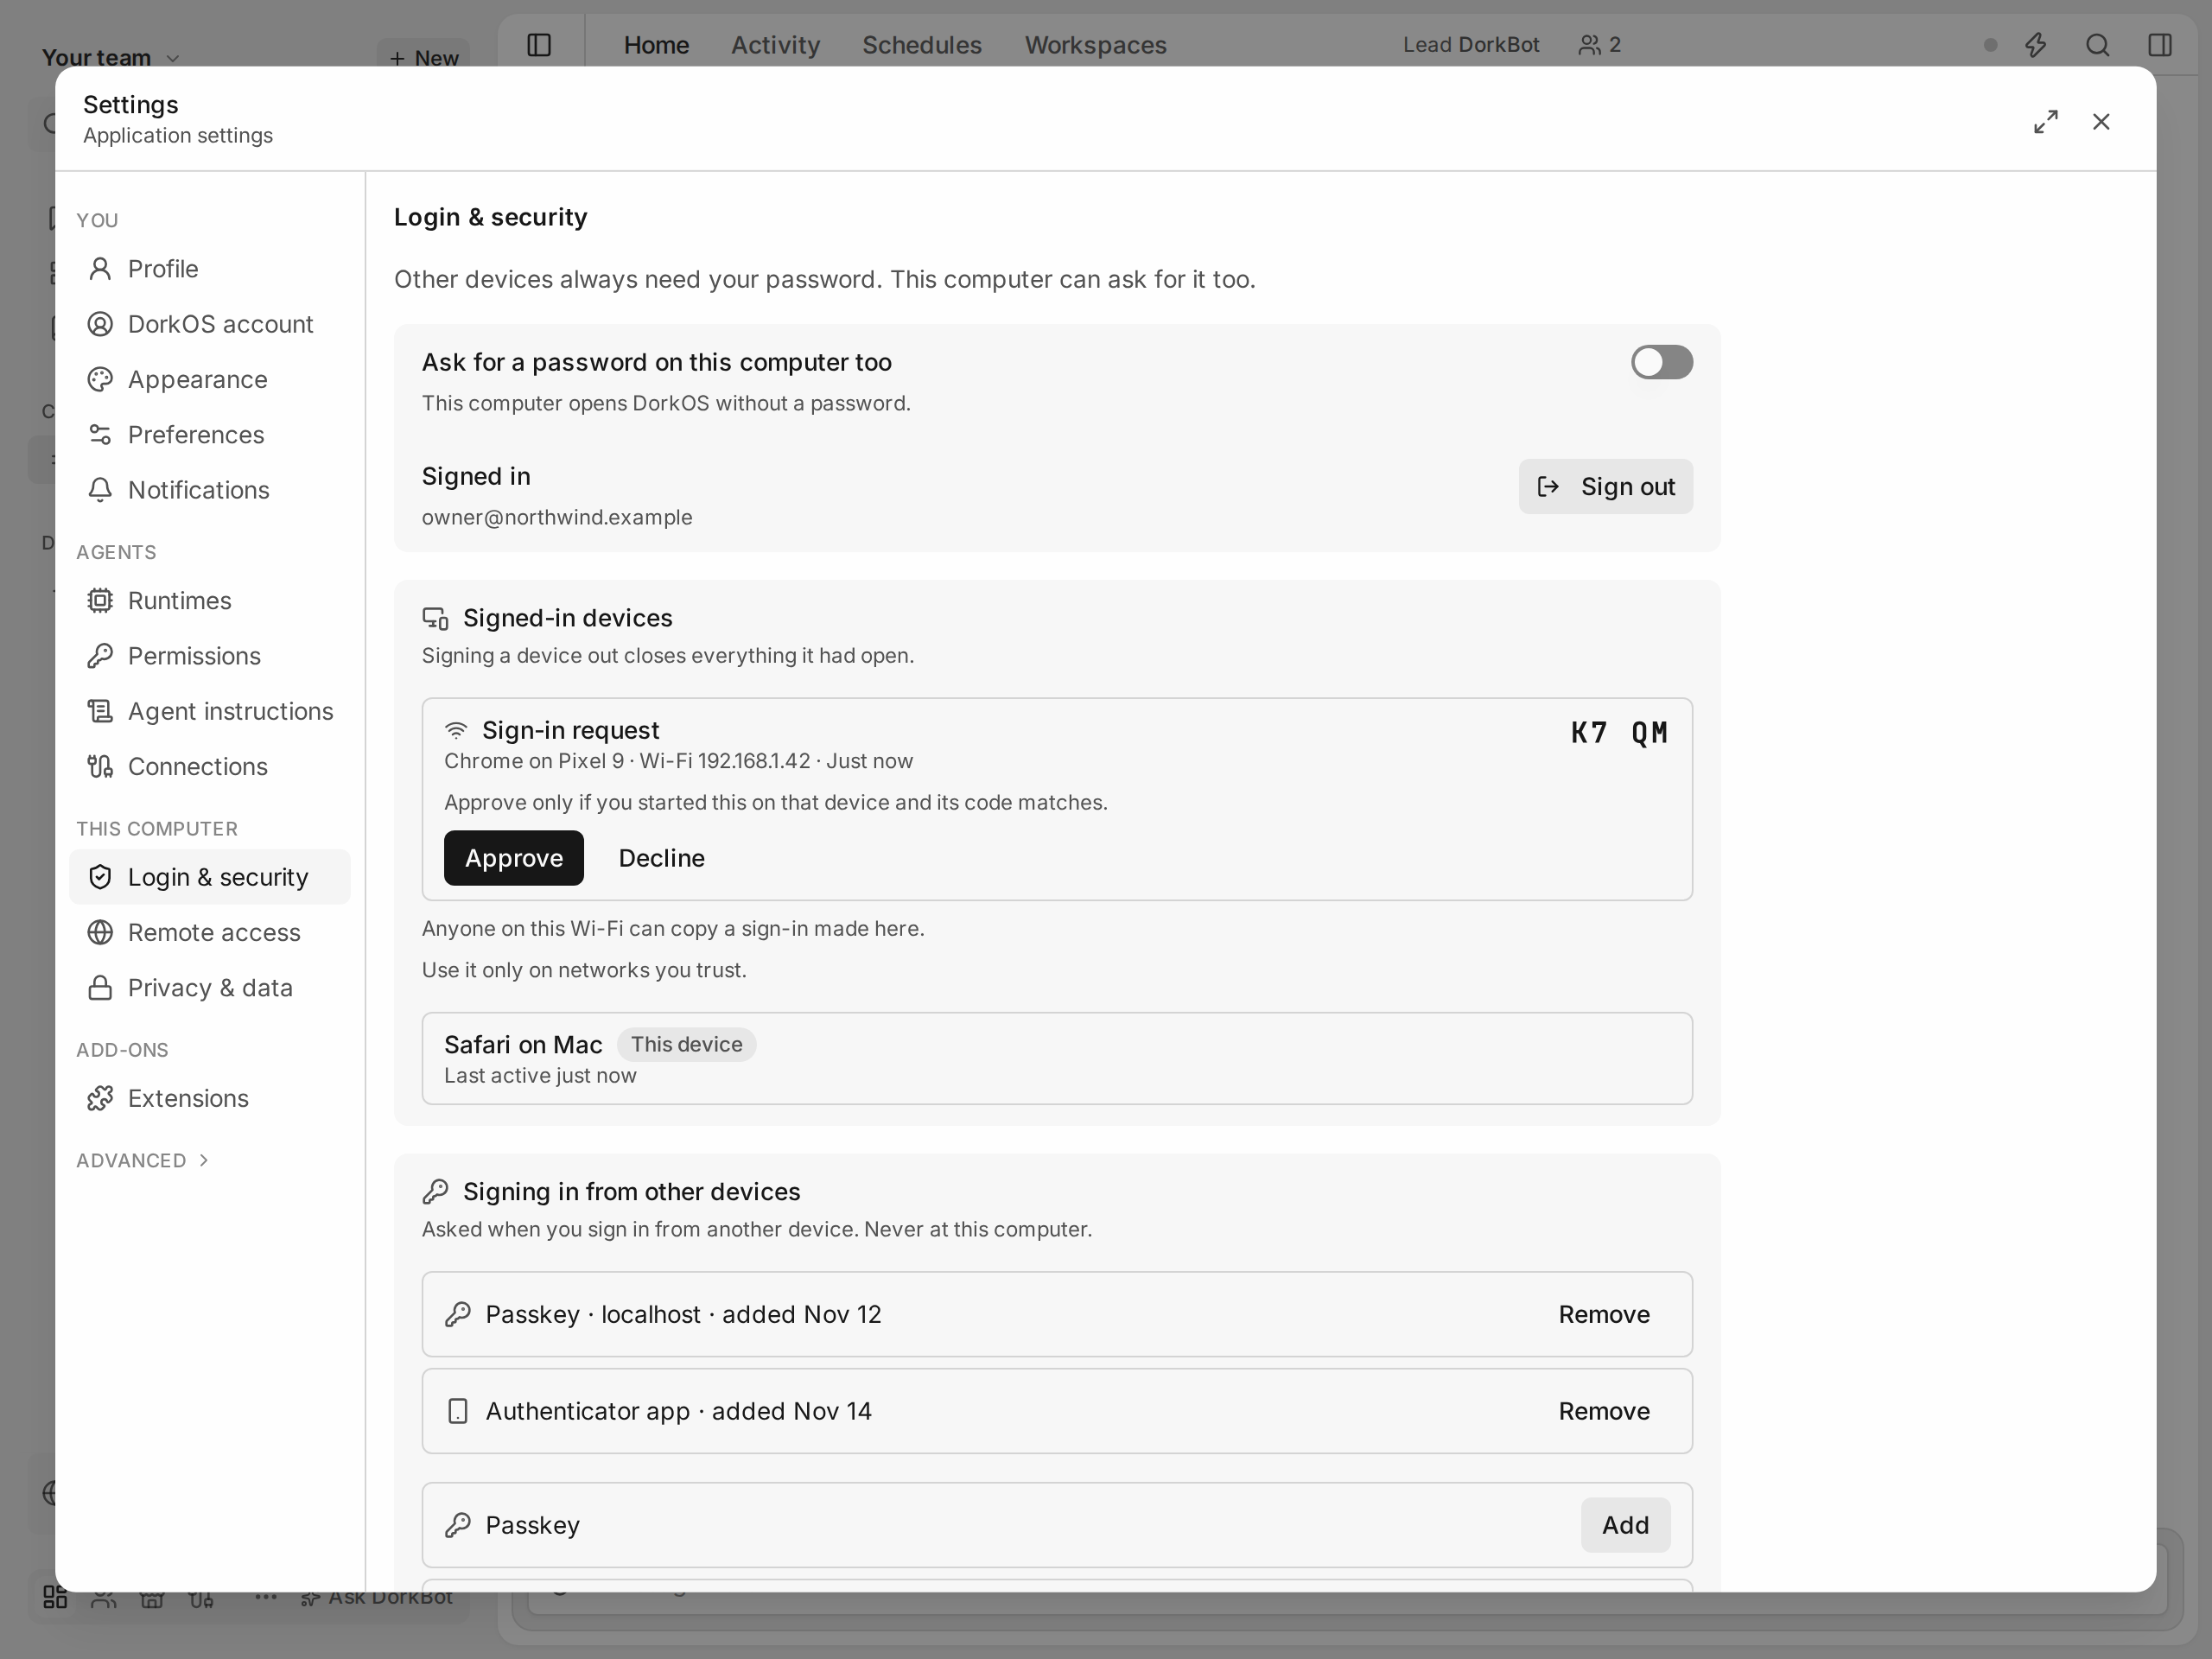 Your team
New
Home
Activity
Schedules
Workspaces
Lead DorkBot
2
Settings
Application settings
YOU
Profile
DorkOS account
Appearance
Preferences
Notifications
AGENTS
Runtimes
Permissions
Agent instructions
Connections
THIS COMPUTER
Login & security
Remote access
Privacy & data
ADD-ONS
Extensions
ADVANCED
Login & security
Other devices always need your password. This computer can ask for it too.
Ask for a password on this computer too
This computer opens DorkOS without a password.
Signed in
owner@northwind.example
Sign out
Signed-in devices
Signing a device out closes everything it had open.
Sign-in request
K7 QM
Chrome on Pixel 9 · Wi-Fi 192.168.1.42 · Just now
Approve only if you started this on that device and its code matches.
Approve
Decline
Anyone on this Wi-Fi can copy a sign-in made here.
Use it only on networks you trust.
Safari on Mac
This device
Last active just now
Signing in from other devices
Asked when you sign in from another device. Never at this computer.
Passkey · localhost · added Nov 12
Remove
Authenticator app · added Nov 14
Remove
Passkey
Add
Ask DorkBot